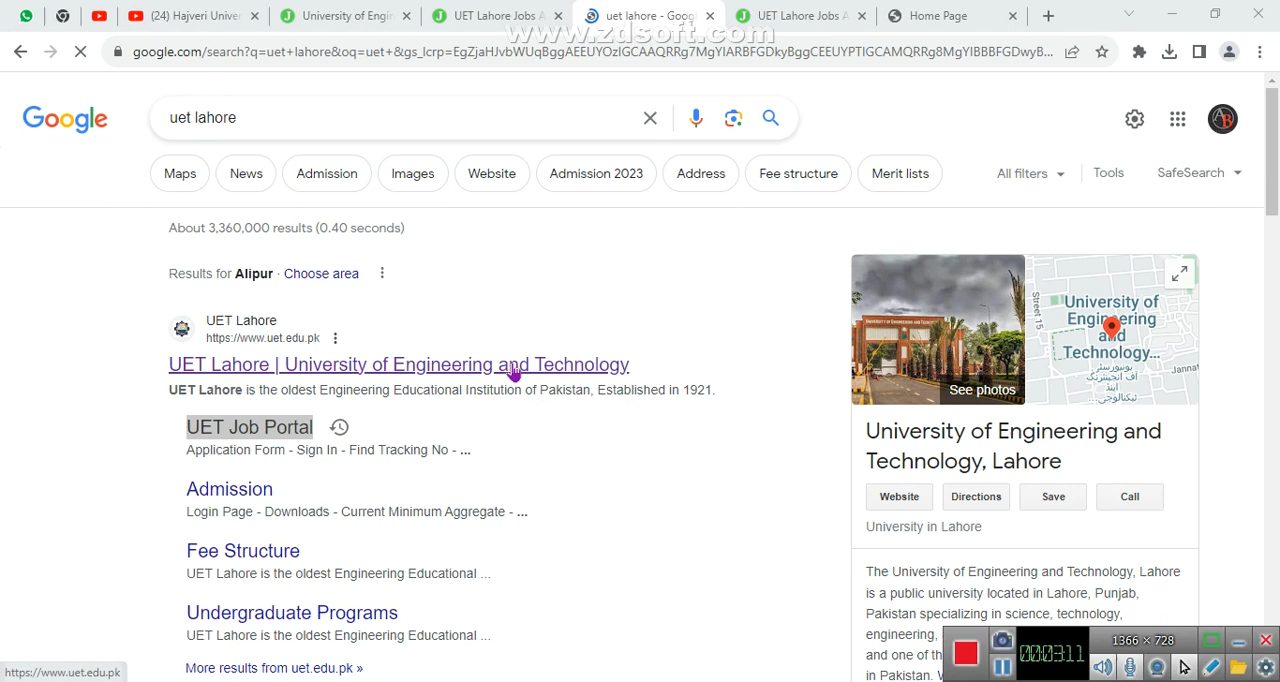 (24) Hajveri Univer
University of Engin
UET Lahore Jobs A
uet lahore - Goog
UET Lahore Jobs A
Home Page
www.zdsoft.com
google.com/search?q=uet+lahore&oq=uet+&gs_lcrp=EgZjaHJvbWUqBggAEEUYOzIGCAAQRRg7MgYIARBFGDkyBggCEEUYPTIGCAMQRRg8MgYIBBBFGDwyB...
Google
uet lahore
AB
Maps
News
Admission
Images
Website
Admission 2023
Address
Fee structure
Merit lists
All filters
Tools
SafeSearch
About 3,360,000 results (0.40 seconds)
Results for Alipur · Choose area
UET Lahore
https://www.uet.edu.pk
UET Lahore | University of Engineering and Technology
UET Lahore is the oldest Engineering Educational Institution of Pakistan, Established in 1921.
UET Job Portal
Application Form - Sign In - Find Tracking No - ...
Admission
Login Page - Downloads - Current Minimum Aggregate - ...
Fee Structure
UET Lahore is the oldest Engineering Educational ...
Undergraduate Programs
UET Lahore is the oldest Engineering Educational ...
More results from uet.edu.pk »
See photos
Street 15
University of
Engineering
and
Technology...
یونیورسٹی
آف انجینئرنگ
اینڈ
ٹیکنالوجی...
Jannat
University of Engineering and
Technology, Lahore
Website
Directions
Save
Call
University in Lahore
The University of Engineering and Technology, Lahore
is a public university located in Lahore, Punjab,
Pakistan specializing in science, technology,
engineering,
and one of th
in Pakistan. W
1366 × 728
00:03:11
https://www.uet.edu.pk